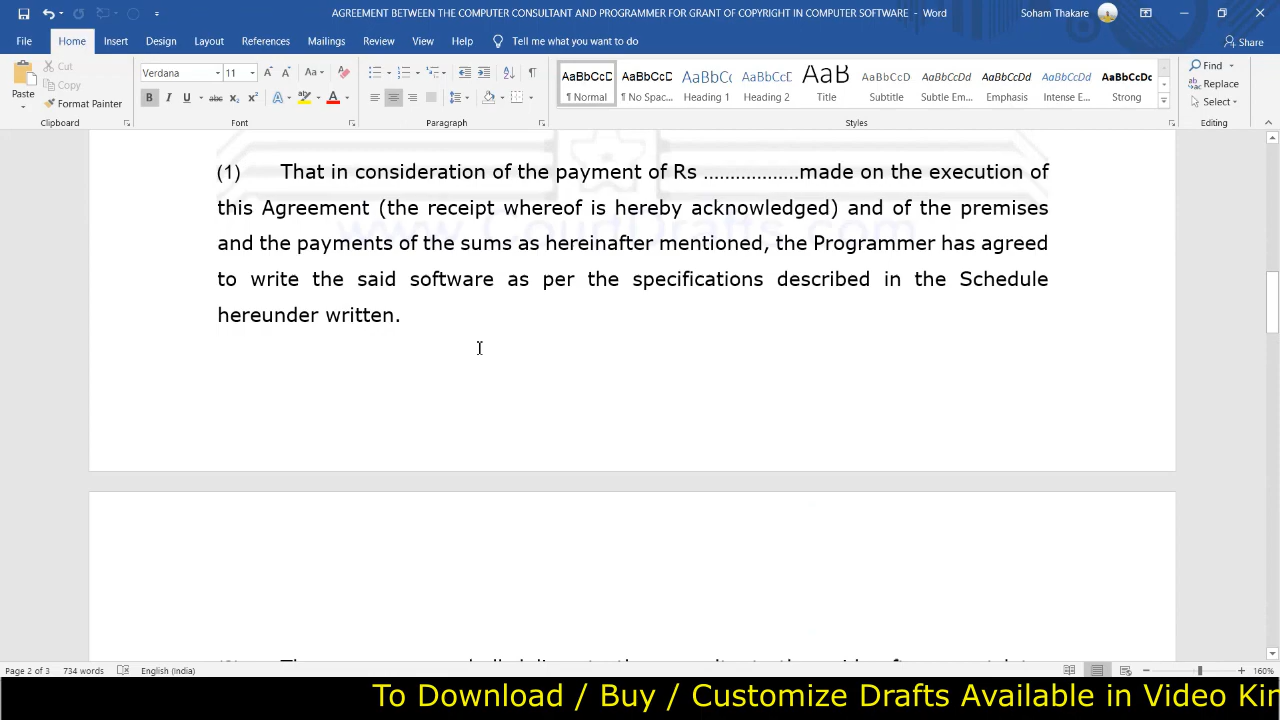 AGREEMENT BETWEEN THE COMPUTER CONSULTANT AND PROGRAMMER FOR GRANT OF COPYRIGHT IN COMPUTER SOFTWARE - Word
Soham Thakare
File Home Insert Design Layout References Mailings Review View Help Tell me what you want to do
Share
Paste
Cut
Copy
Format Painter
Clipboard
Verdana 11
Font
Paragraph
AaBbCcD AaBbCcD AaBbC AaBbCcD AaB AaBbCcD AaBbCcDd AaBbCcDd AaBbCcDd AaBbCcDc
¶ Normal ¶ No Spac... Heading 1 Heading 2 Title Subtitle Subtle Em... Emphasis Intense E... Strong
Styles
Find
Replace
Select
Editing
(1) That in consideration of the payment of Rs ..................made on the execution of
this Agreement (the receipt whereof is hereby acknowledged) and of the premises
and the payments of the sums as hereinafter mentioned, the Programmer has agreed
to write the said software as per the specifications described in the Schedule
hereunder written.
Page 2 of 3 734 words English (India)
160%
To Download / Buy / Customize Drafts Available in Video Kin